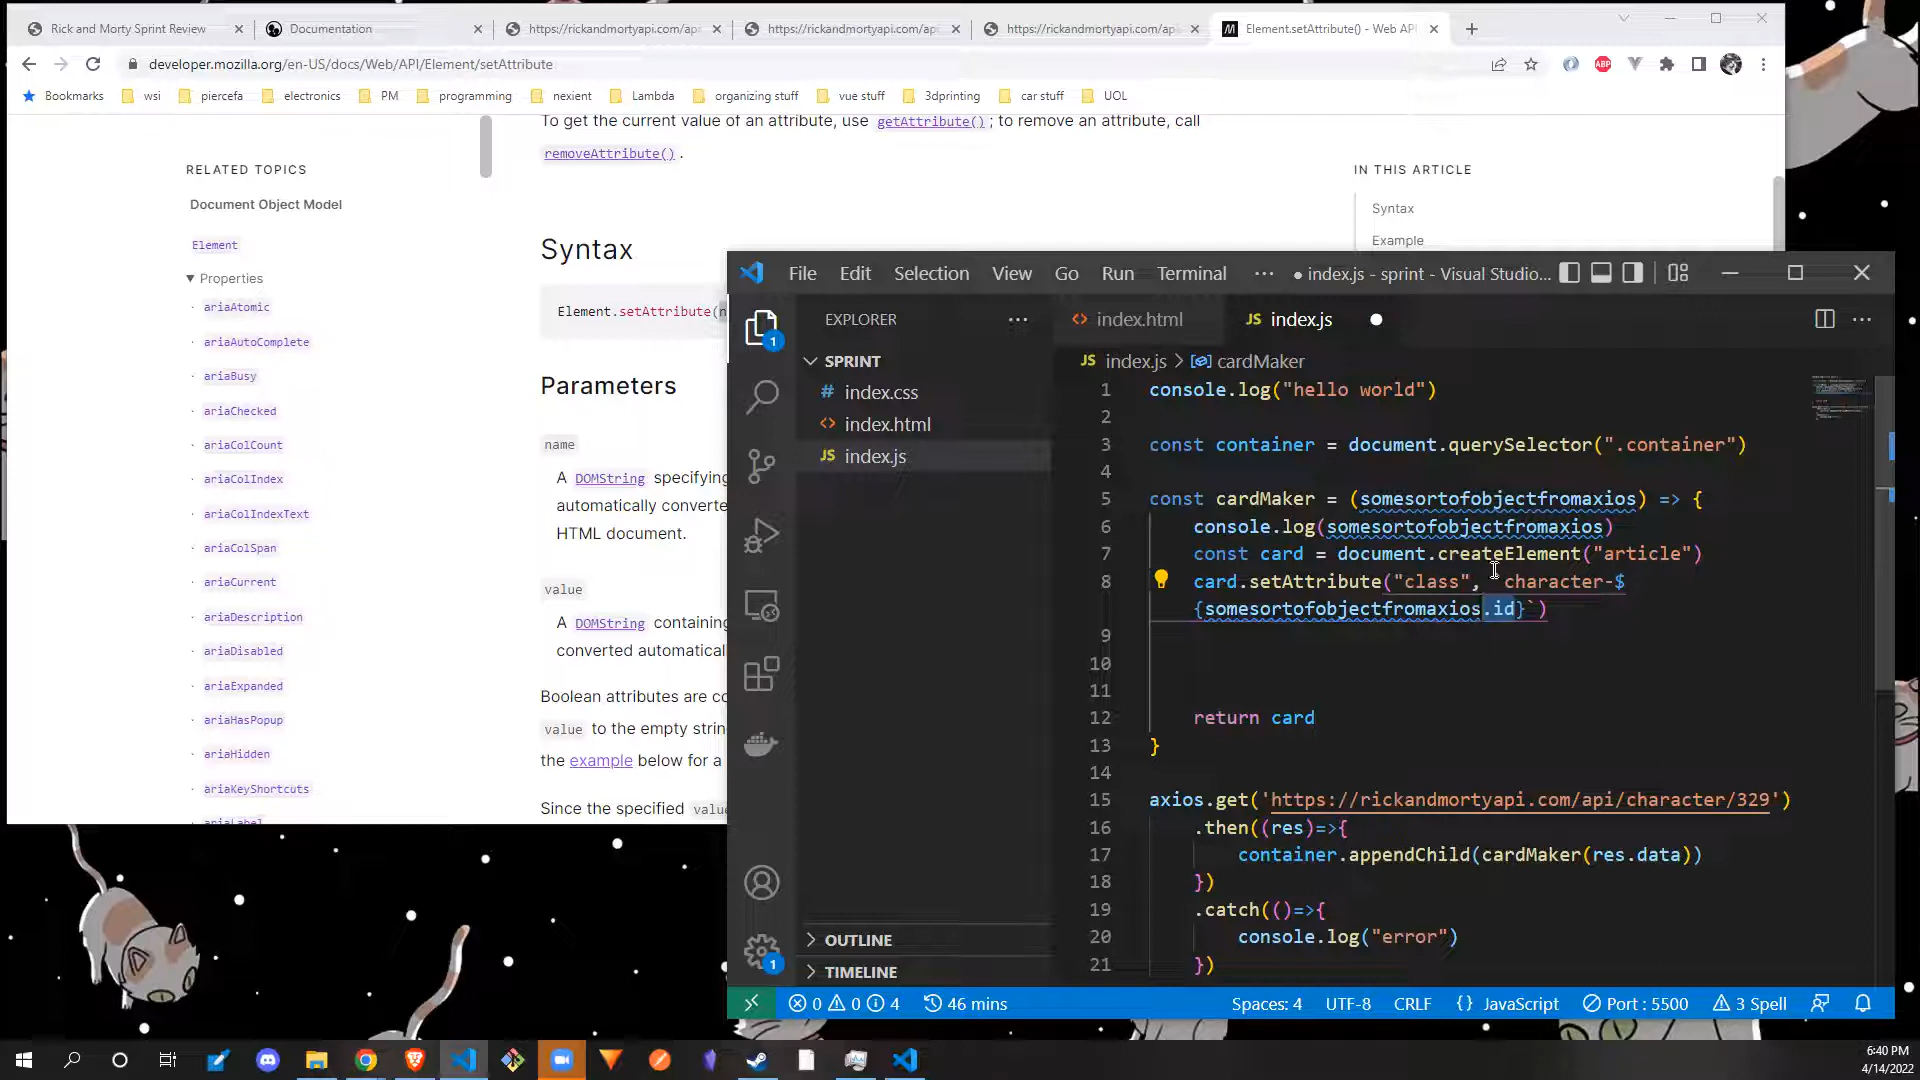 Rick and Morty Sprint Review
Documentation
https://rickandmortyapi.com/ap
https://rickandmortyapi.com/api
https://rickandmortyapi.com/api
Element.setAttribute() - Web API
developer.mozilla.org/en-US/docs/Web/API/Element/setAttribute
ABP
Bookmarks
wsi
piercefa
electronics
PM
programming
nexient
Lambda
organizing stuff
vue stuff
3dprinting
car stuff
UOL
To get the current value of an attribute, use getAttribute() ; to remove an attribute, call
removeAttribute() .
RELATED TOPICS
Document Object Model
Element
Properties
ariaAtomic
ariaAutoComplete
ariaBusy
ariaChecked
ariaColCount
ariaColIndex
ariaColIndexText
ariaColSpan
ariaCurrent
ariaDescription
ariaDisabled
ariaExpanded
ariaHasPopup
ariaHidden
ariaKeyShortcuts
ariaLabel
Syntax
Element.setAttribute(n
Parameters
name
A DOMString specifying
automatically converte
HTML document.
value
A DOMString containing
converted automatical
Boolean attributes are co
value to the empty strin
the example below for a
Since the specified value
IN THIS ARTICLE
Syntax
Example
File Edit Selection View Go Run Terminal ··· ● index.js - sprint - Visual Studio...
EXPLORER
SPRINT
# index.css
<> index.html
JS index.js
OUTLINE
TIMELINE
<> index.html
JS index.js
JS index.js > cardMaker
1 console.log("hello world")
2
3 const container = document.querySelector(".container")
4
5 const cardMaker = (somesortofobjectfromaxios) => {
6 console.log(somesortofobjectfromaxios)
7 const card = document.createElement("article")
8 card.setAttribute("class", `character-$
{somesortofobjectfromaxios.id}`)
9
10
11
12 return card
13 }
14
15 axios.get('https://rickandmortyapi.com/api/character/329')
16 .then((res)=>{
17 container.appendChild(cardMaker(res.data))
18 })
19 .catch(()=>{
20 console.log("error")
21 })
1
1
0 0 4 46 mins
Spaces: 4 UTF-8 CRLF {} JavaScript Port : 5500 3 Spell
6:40 PM
4/14/2022